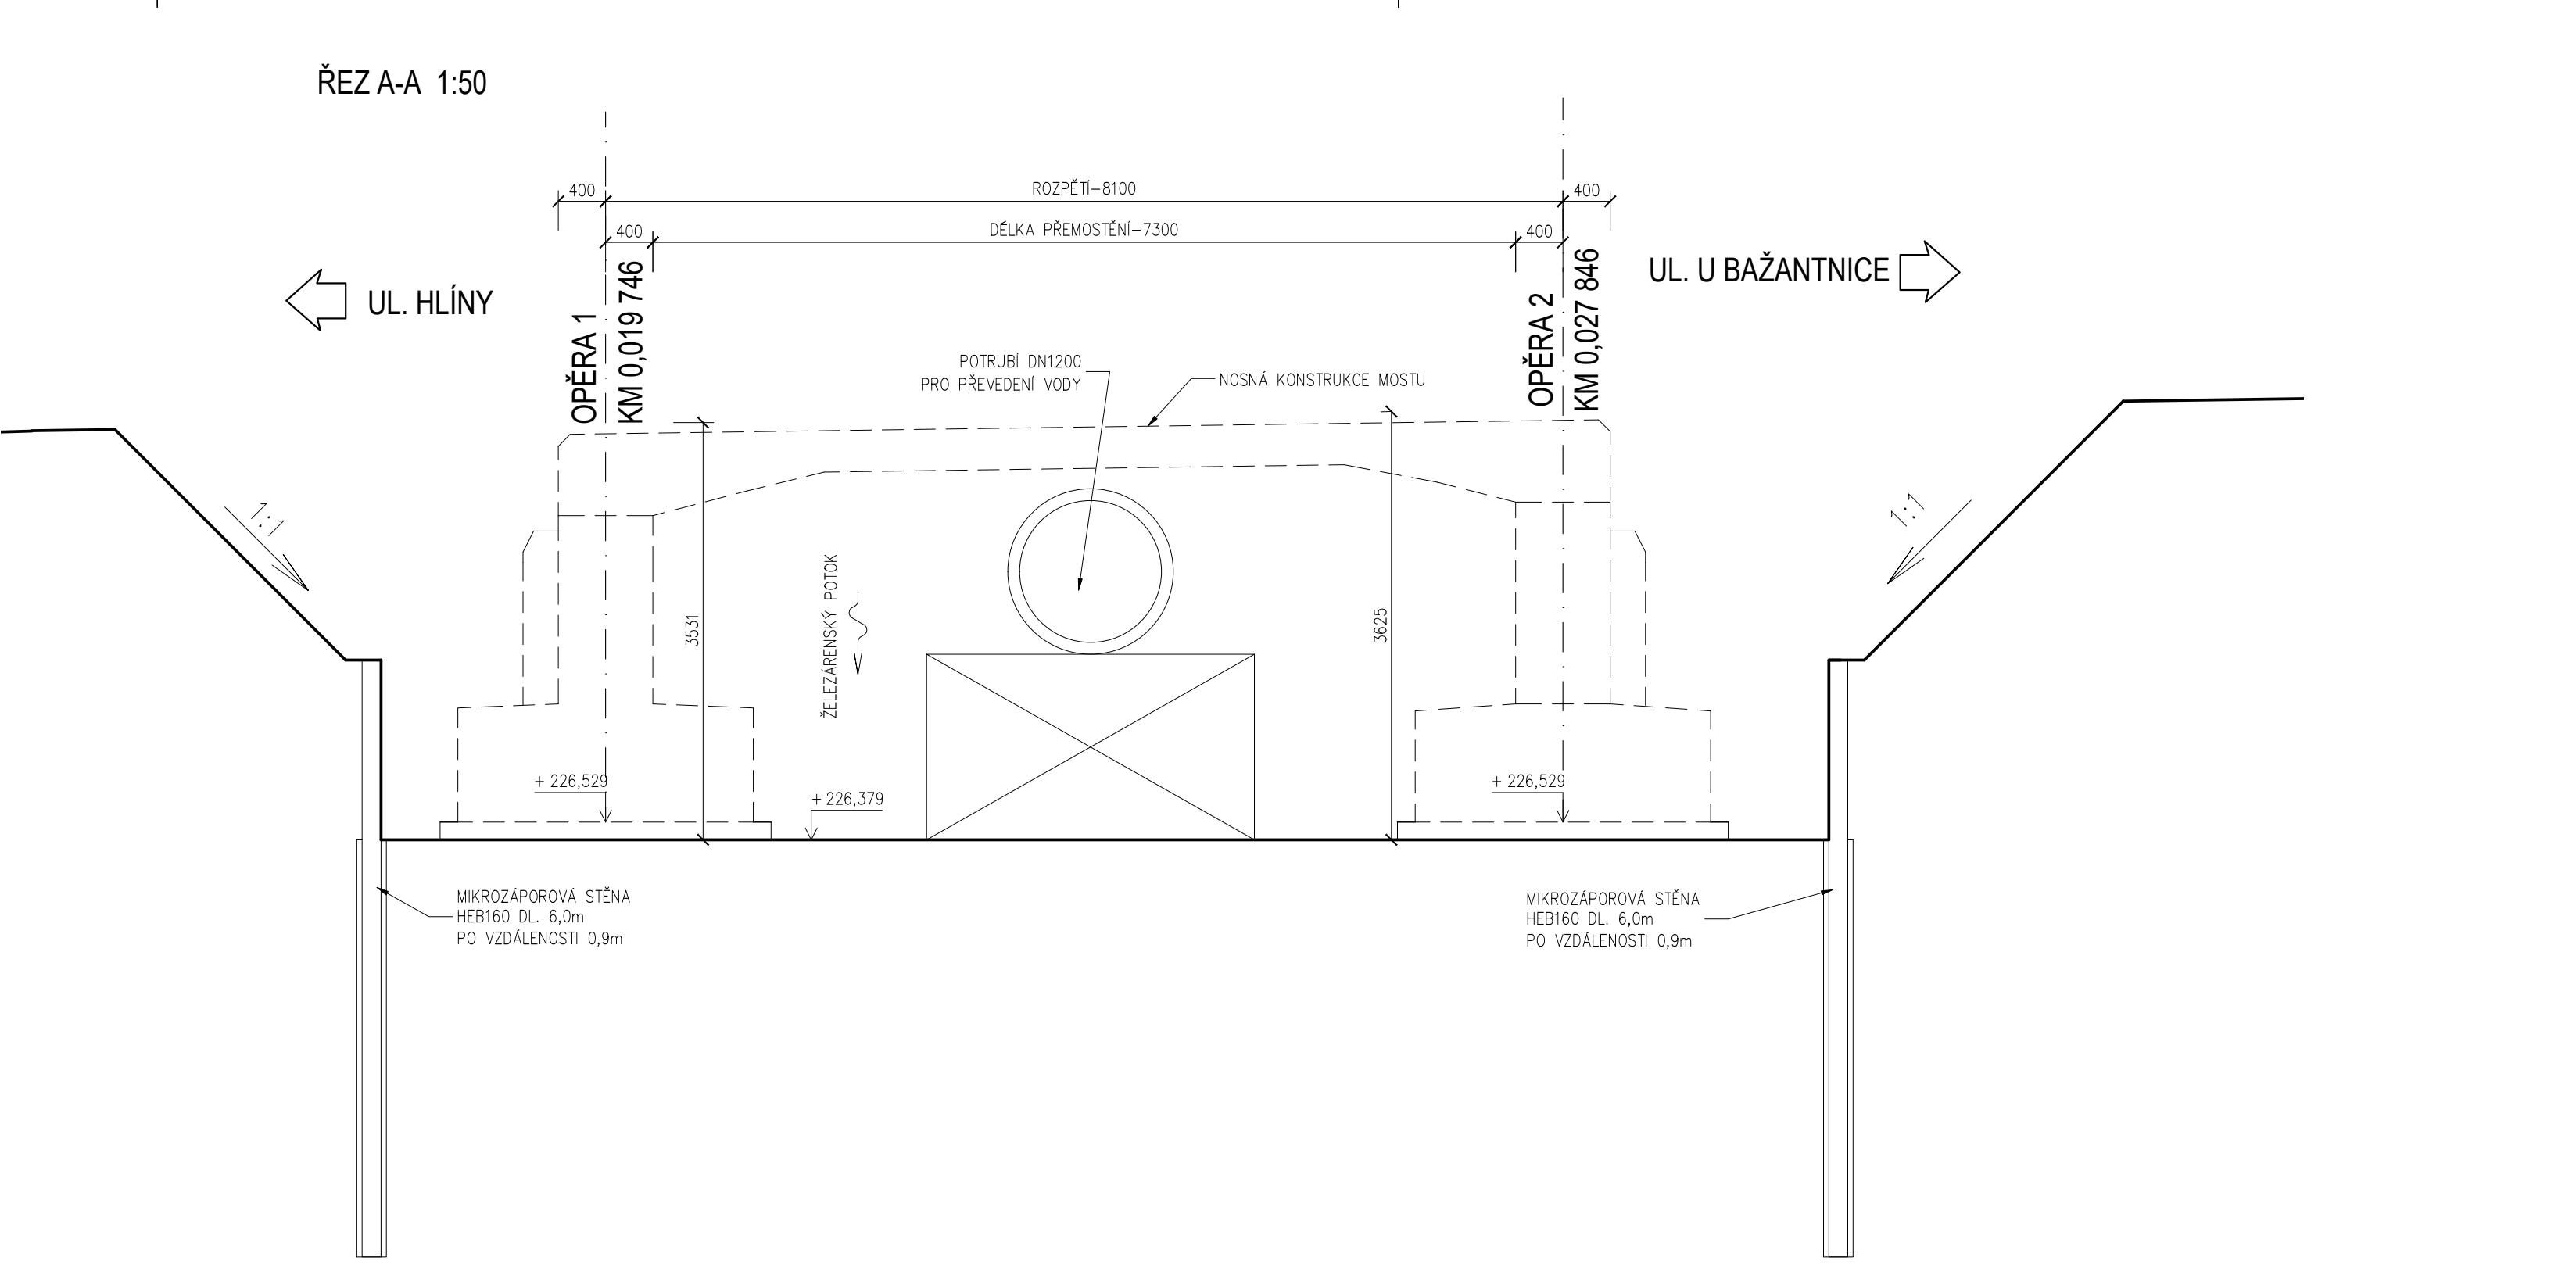 ŘEZ A-A 1:50
400
ROZPĚTÍ-8100
400
400
DÉLKA PŘEMOSTĚNÍ-7300
400
UL. HLÍNY
OPĚRA 1
KM 0,019 746
OPĚRA 2
KM 0,027 846
UL. U BAŽANTNICE
POTRUBÍ DN1200
PRO PŘEVEDENÍ VODY
NOSNÁ KONSTRUKCE MOSTU
1:1
1:1
3531
ŽELEZÁRENSKÝ POTOK
3625
+ 226,529
+ 226,379
+ 226,529
MIKROZÁPOROVÁ STĚNA
HEB160 DL. 6,0m
PO VZDÁLENOSTI 0,9m
MIKROZÁPOROVÁ STĚNA
HEB160 DL. 6,0m
PO VZDÁLENOSTI 0,9m